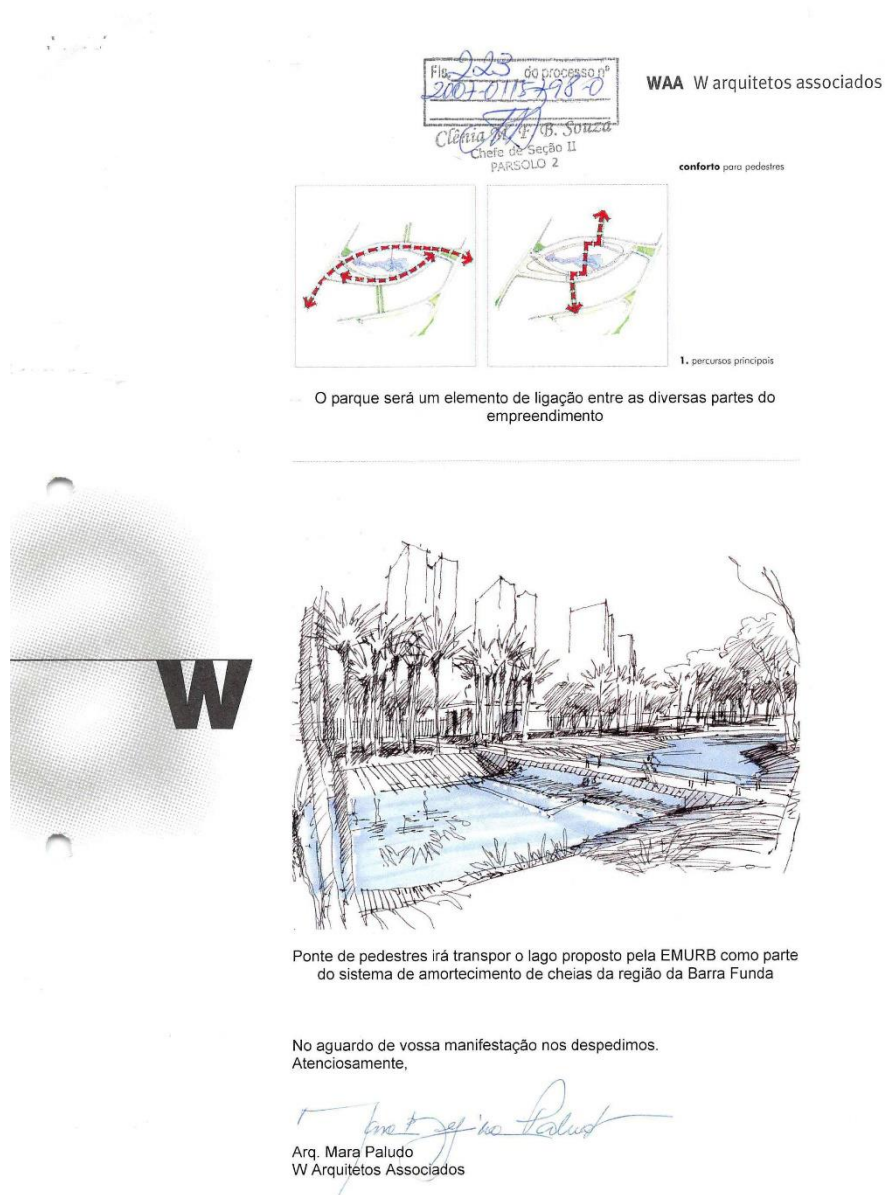 Fls. 223 do processo nº
2007-0115798-0
Clênia M. F. B. Souza
Chefe de Seção II
PARSOLO 2
WAA W arquitetos associados
conforto para pedestres
1. percursos principais
O parque será um elemento de ligação entre as diversas partes do
empreendimento
W
Ponte de pedestres irá transpor o lago proposto pela EMURB como parte
do sistema de amortecimento de cheias da região da Barra Funda
No aguardo de vossa manifestação nos despedimos.
Atenciosamente,
Arq. Mara Paludo
W Arquitetos Associados